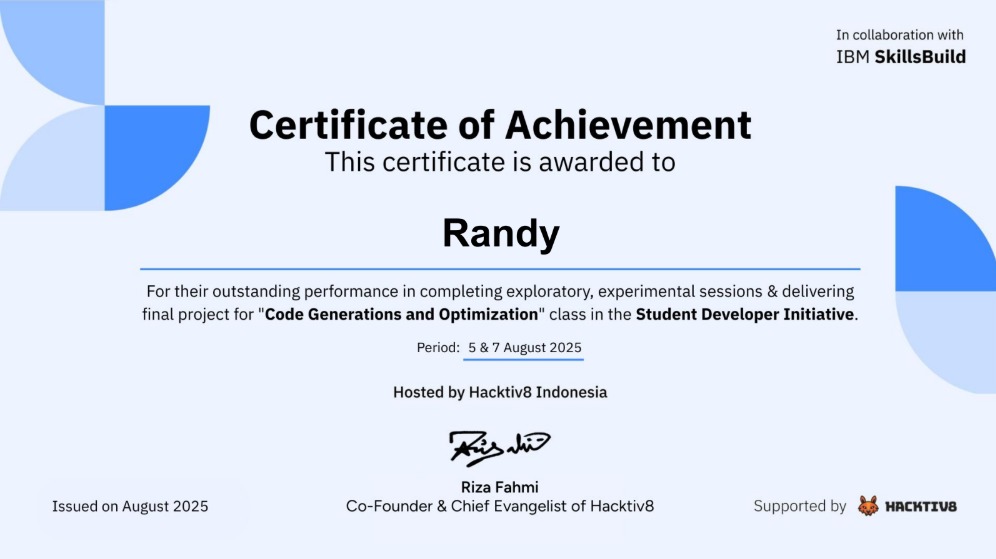 In collaboration with
IBM SkillsBuild
Certificate of Achievement
This certificate is awarded to
Randy
For their outstanding performance in completing exploratory, experimental sessions & delivering
final project for "Code Generations and Optimization" class in the Student Developer Initiative.
Period: 5 & 7 August 2025
Hosted by Hacktiv8 Indonesia
Riza Fahmi
Co-Founder & Chief Evangelist of Hacktiv8
Issued on August 2025
Supported by HACKTIV8